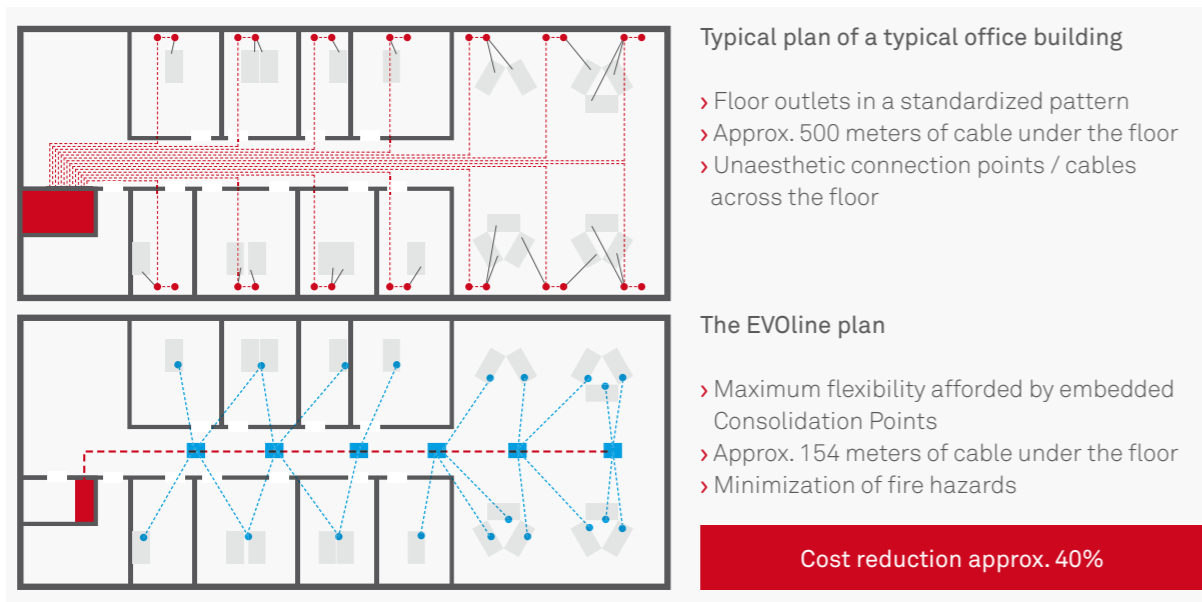 Typical plan of a typical office building
› Floor outlets in a standardized pattern
› Approx. 500 meters of cable under the floor
› Unaesthetic connection points / cables
across the floor
The EVOline plan
› Maximum flexibility afforded by embedded
Consolidation Points
› Approx. 154 meters of cable under the floor
› Minimization of fire hazards
Cost reduction approx. 40%